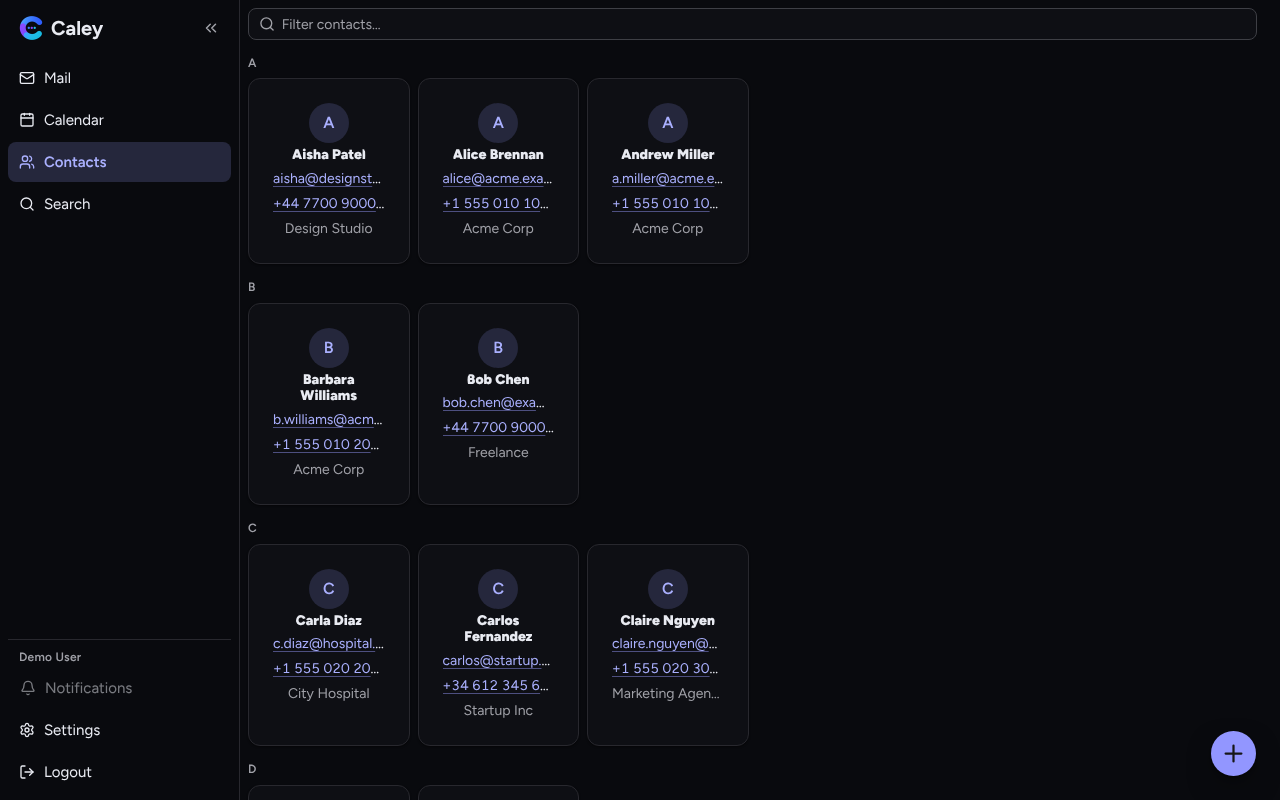 Caley
Mail
Calendar
Contacts
Search
Demo User
Notifications
Settings
Logout
Filter contacts...
A
A
Aisha Patel
aisha@designst...
+44 7700 9000...
Design Studio
A
Alice Brennan
alice@acme.exa...
+1 555 010 10...
Acme Corp
A
Andrew Miller
a.miller@acme.e...
+1 555 010 10...
Acme Corp
B
B
Barbara
Williams
b.williams@acm...
+1 555 010 20...
Acme Corp
B
Bob Chen
bob.chen@exa...
+44 7700 9000...
Freelance
C
C
Carla Diaz
c.diaz@hospital....
+1 555 020 20...
City Hospital
C
Carlos
Fernandez
carlos@startup....
+34 612 345 6...
Startup Inc
C
Claire Nguyen
claire.nguyen@...
+1 555 020 30...
Marketing Agen...
D